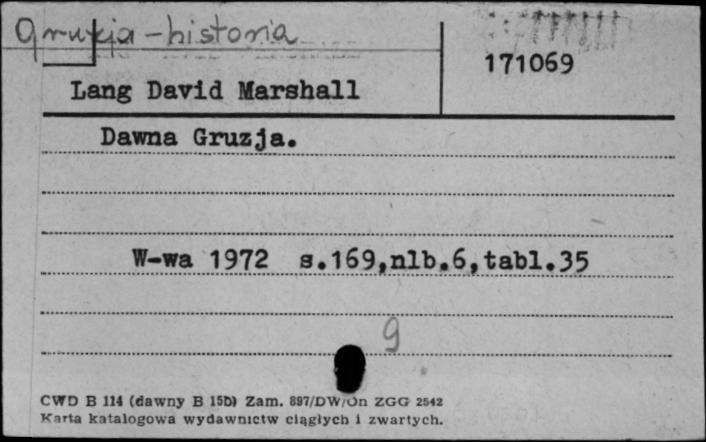 Gruzja - historia
171069
Lang David Marshall
Dawna Gruzja.
W-wa 1972 s.169,nlb.6,tabl.35
9
CWD B 114 (dawny B 15b) Zam. 897/DW/On ZGG 2542
Karta katalogowa wydawnictw ciągłych i zwartych.